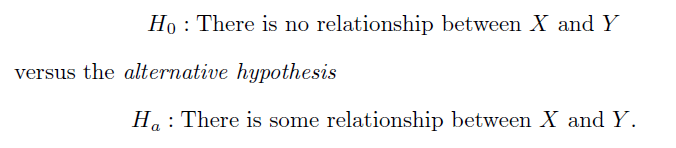 H₀ : There is no relationship between X and Y
versus the alternative hypothesis
Hₐ : There is some relationship between X and Y.